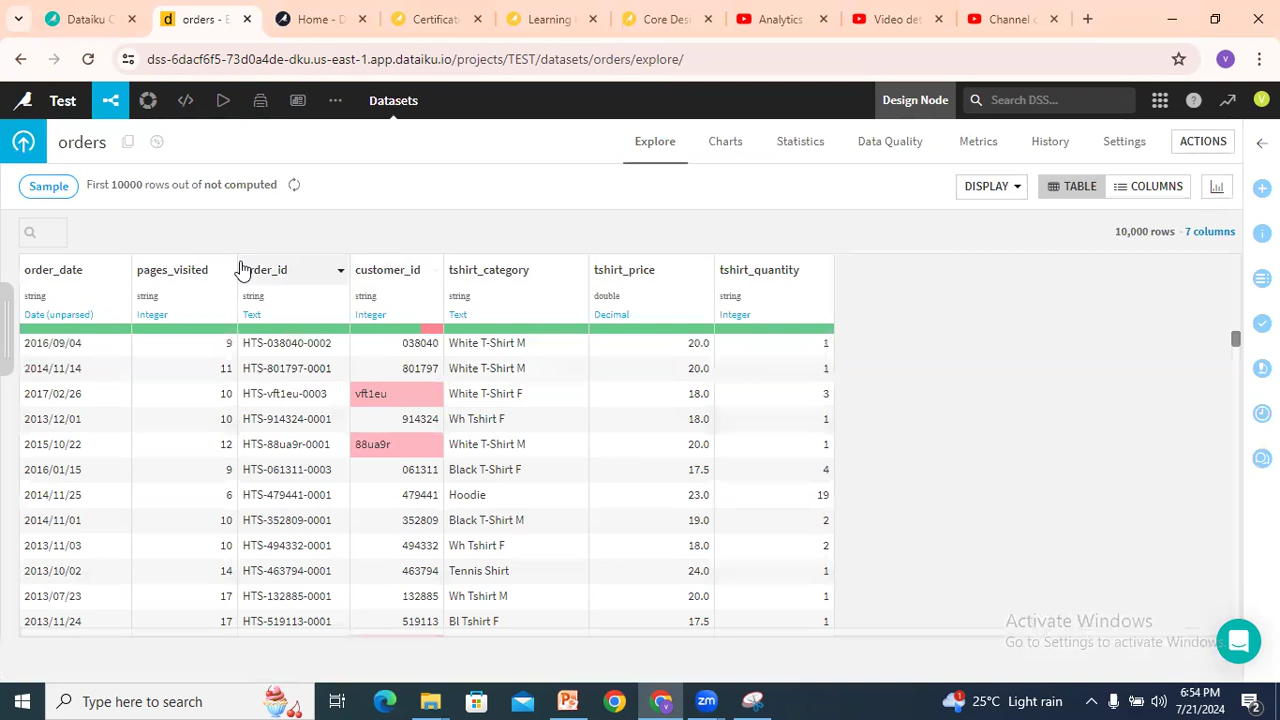 Dataiku C
orders - E
Home - D
Certificat
Learning
Core Des
Analytics
Video det
Channel c
dss-6dacf6f5-73d0a4de-dku.us-east-1.app.dataiku.io/projects/TEST/datasets/orders/explore/
V
Test
Datasets
Design Node
Search DSS...
V
orders
Explore
Charts
Statistics
Data Quality
Metrics
History
Settings
ACTIONS
Sample
First 10000 rows out of not computed
DISPLAY
TABLE
COLUMNS
10,000 rows · 7 columns
order_date pages_visited rder_id customer_id tshirt_category tshirt_price tshirt_quantity
string string string string string double string
Date (unparsed) Integer Text Integer Text Decimal Integer
2016/09/04 9 HTS-038040-0002 038040 White T-Shirt M 20.0 1
2014/11/14 11 HTS-801797-0001 801797 White T-Shirt M 20.0 1
2017/02/26 10 HTS-vft1eu-0003 vft1eu White T-Shirt F 18.0 3
2013/12/01 10 HTS-914324-0001 914324 Wh Tshirt F 18.0 1
2015/10/22 12 HTS-88ua9r-0001 88ua9r White T-Shirt M 20.0 1
2016/01/15 9 HTS-061311-0003 061311 Black T-Shirt F 17.5 4
2014/11/25 6 HTS-479441-0001 479441 Hoodie 23.0 19
2014/11/01 10 HTS-352809-0001 352809 Black T-Shirt M 19.0 2
2013/11/03 10 HTS-494332-0001 494332 Wh Tshirt F 18.0 2
2013/10/02 14 HTS-463794-0001 463794 Tennis Shirt 24.0 1
2013/07/23 17 HTS-132885-0001 132885 Wh Tshirt M 20.0 1
2013/11/24 17 HTS-519113-0001 519113 Bl Tshirt F 17.5 1
Activate Windows
Go to Settings to activate Windows.
Type here to search
25°C Light rain
6:54 PM
7/21/2024